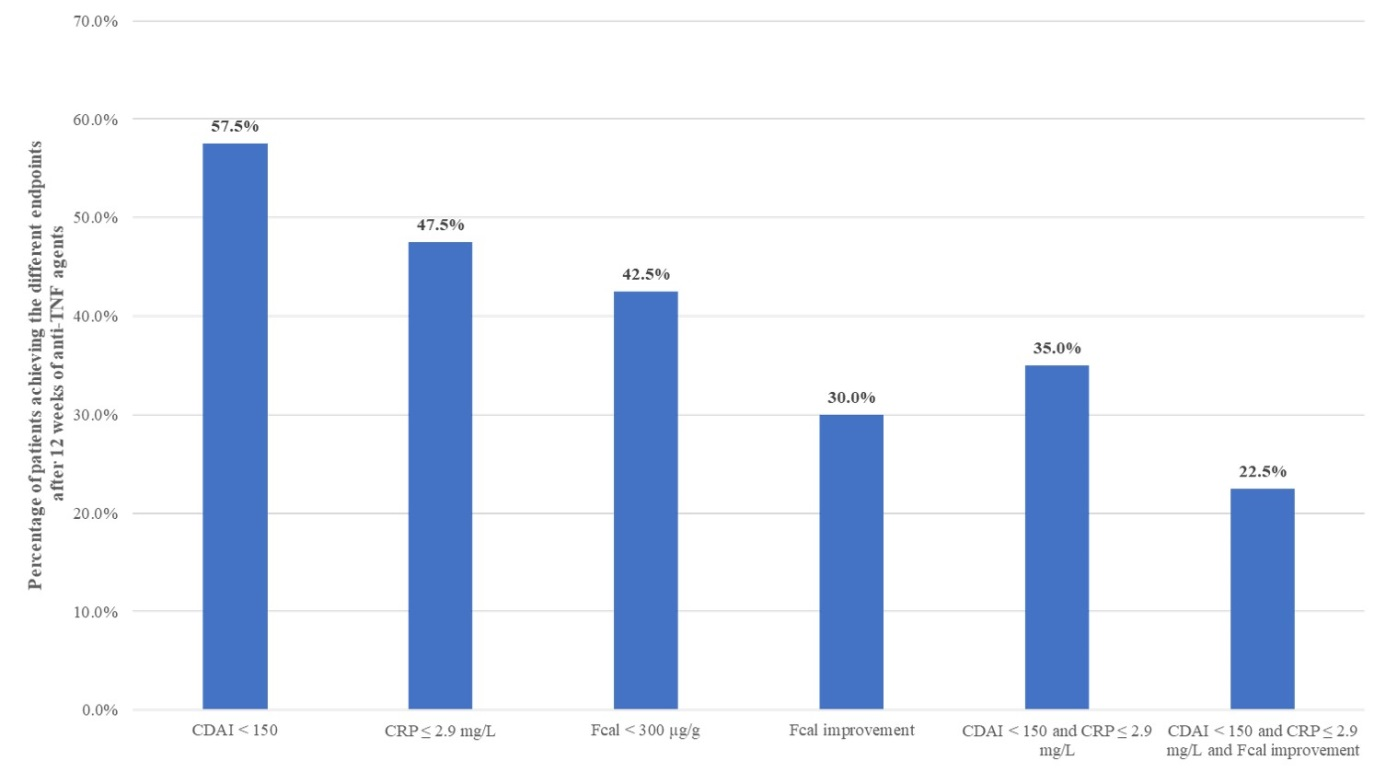 Percentage of patients achieving the different endpoints
after 12 weeks of anti-TNF agents
70.0%
60.0%
50.0%
40.0%
30.0%
20.0%
10.0%
0.0%
57.5%
47.5%
42.5%
30.0%
35.0%
22.5%
CDAI < 150
CRP ≤ 2.9 mg/L
Fcal < 300 µg/g
Fcal improvement
CDAI < 150 and CRP ≤ 2.9
mg/L
CDAI < 150 and CRP ≤ 2.9
mg/L and Fcal improvement